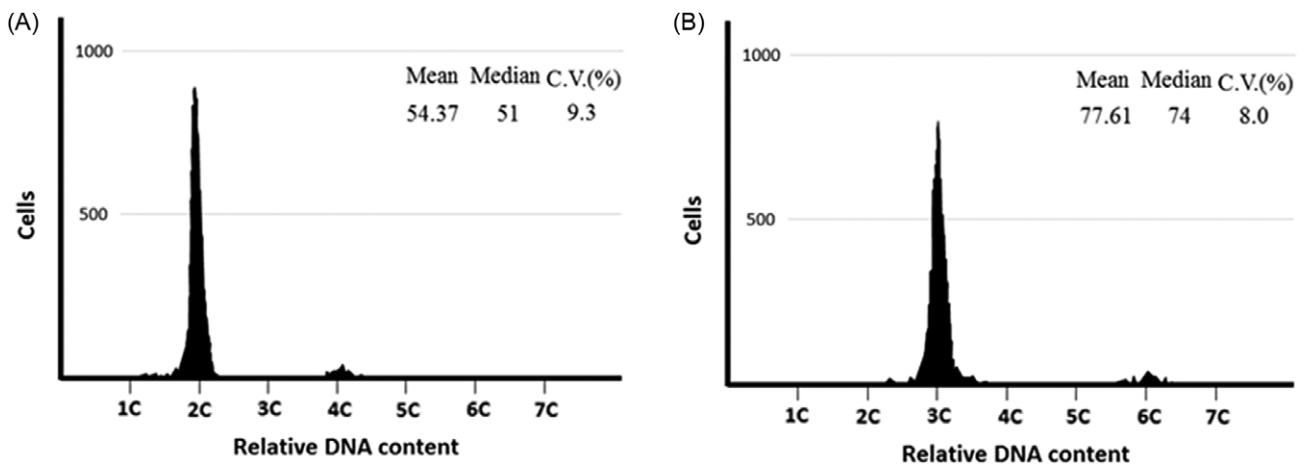 (A)
1000
Mean Median C.V.(%)
54.37 51 9.3
500
Cells
1C 2C 3C 4C 5C 6C 7C
Relative DNA content
(B)
1000
Mean Median C.V.(%)
77.61 74 8.0
500
Cells
1C 2C 3C 4C 5C 6C 7C
Relative DNA content